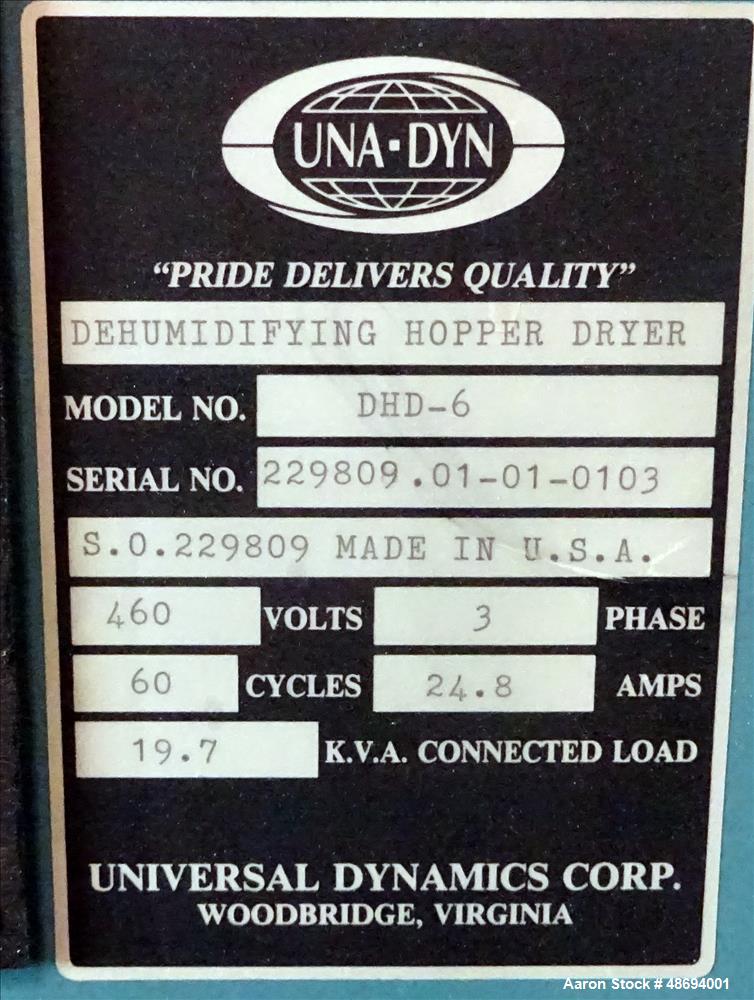 UNA-DYN
"PRIDE DELIVERS QUALITY"
DEHUMIDIFYING HOPPER DRYER
MODEL NO. DHD-6
SERIAL NO. 229809.01-01-0103
S.O.229809 MADE IN U.S.A.
460 VOLTS 3 PHASE
60 CYCLES 24.8 AMPS
19.7 K.V.A. CONNECTED LOAD
UNIVERSAL DYNAMICS CORP.
WOODBRIDGE, VIRGINIA
Aaron Stock # 48694001